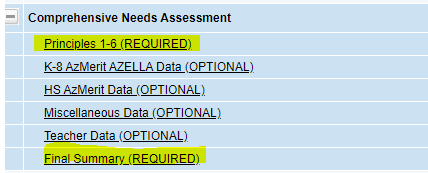 Comprehensive Needs Assessment
Principles 1-6 (REQUIRED)
K-8 AzMerit AZELLA Data (OPTIONAL)
HS AzMerit Data (OPTIONAL)
Miscellaneous Data (OPTIONAL)
Teacher Data (OPTIONAL)
Final Summary (REQUIRED)